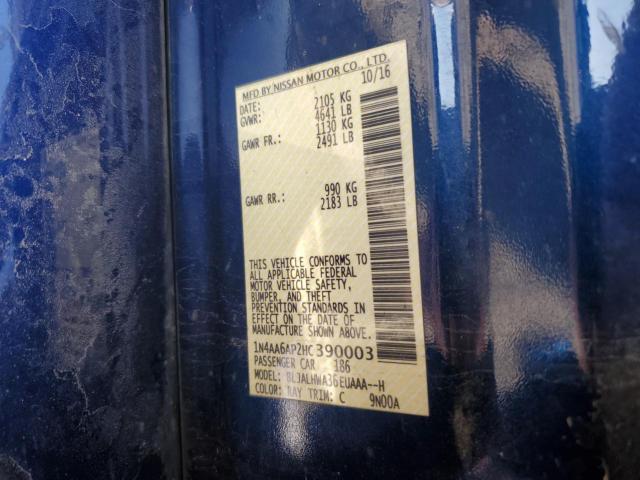 MFD.BY NISSAN MOTOR CO., LTD.
DATE: 10/16
GVWR: 2105 KG
4641 LB
GAWR FR.: 1130 KG
2491 LB
GAWR RR.: 990 KG
2183 LB
THIS VEHICLE CONFORMS TO
ALL APPLICABLE FEDERAL
MOTOR VEHICLE SAFETY,
BUMPER, AND THEFT
PREVENTION STANDARDS IN
EFFECT ON THE DATE OF
MANUFACTURE SHOWN ABOVE.
1N4AA6AP2HC390003
PASSENGER CAR 186
MODEL: BLJALHWA36EUAAA--H
COLOR: RAY TRIM: C 9N00A